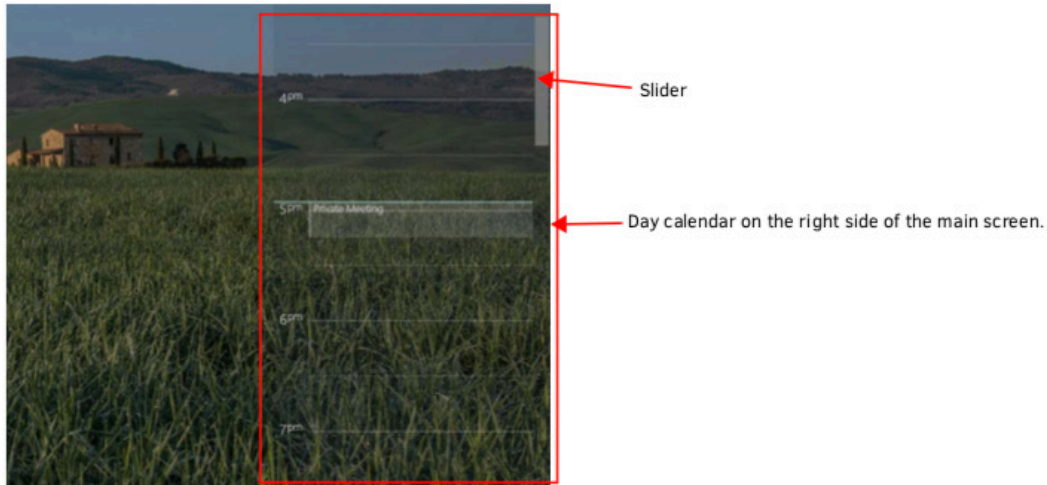 Slider
4pm
5pm Private Meeting
Day calendar on the right side of the main screen.
6pm
7pm